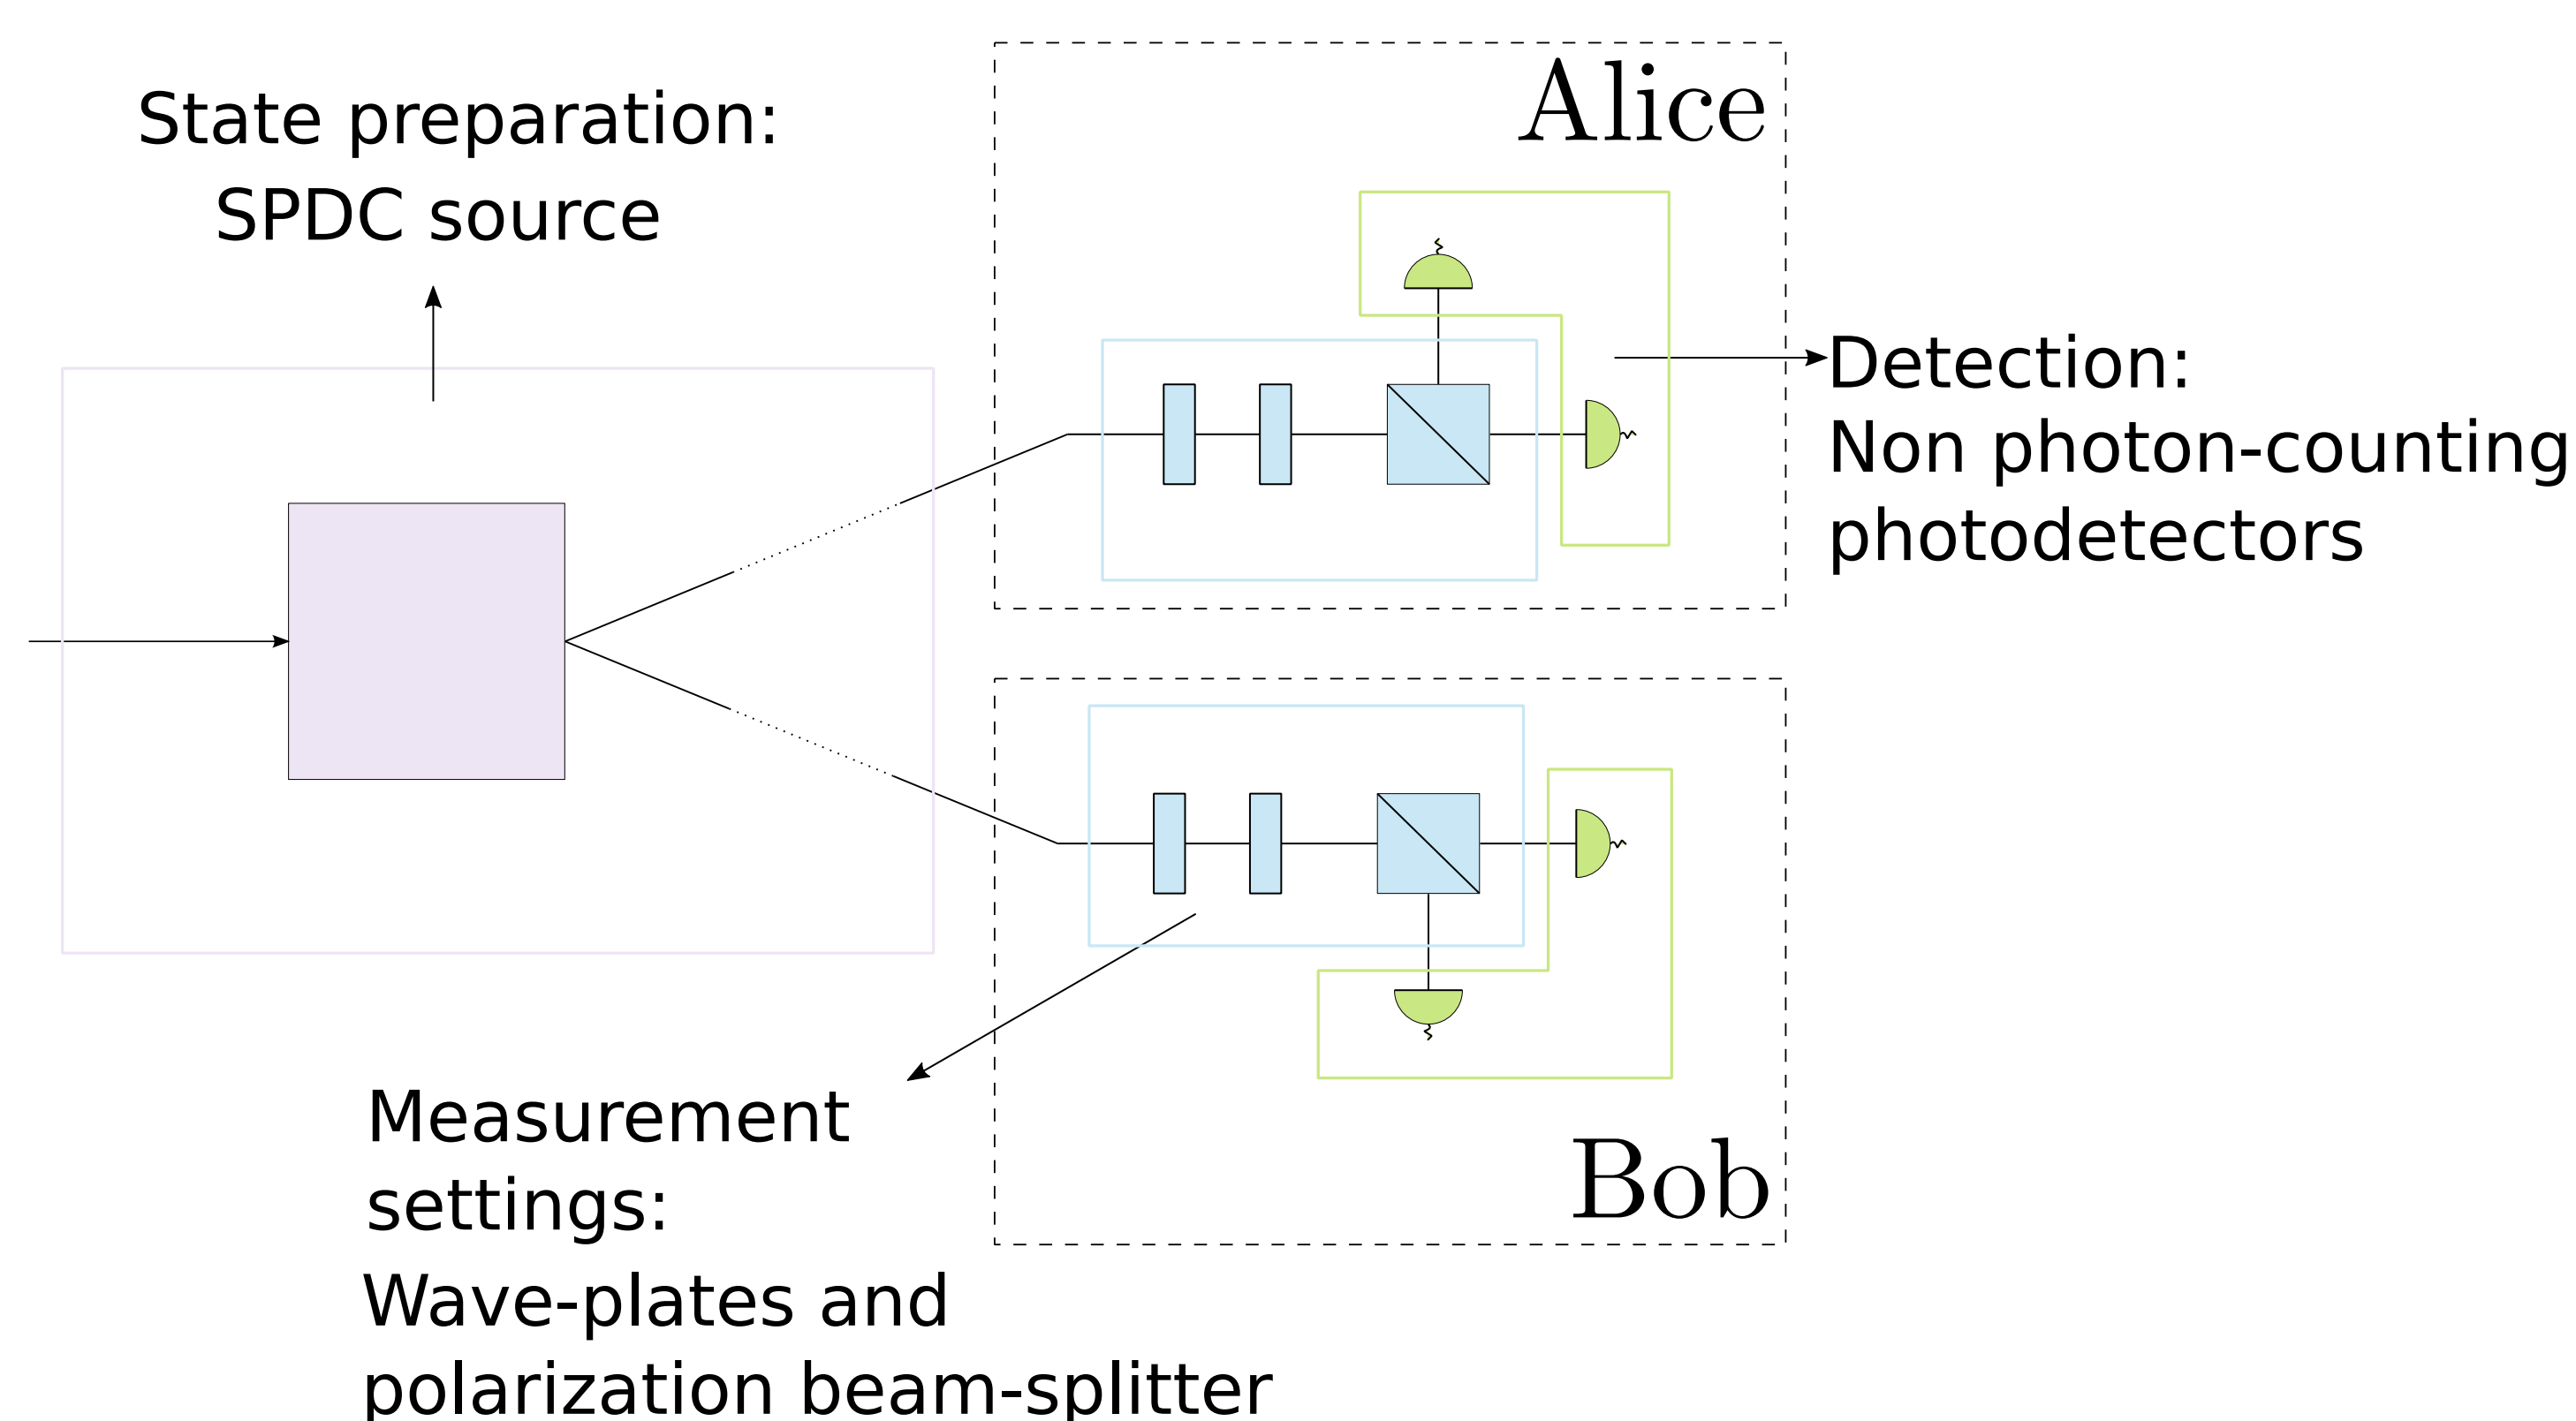 State preparation:
SPDC source
Alice
Detection:
Non photon-counting
photodetectors
Bob
Measurement
settings:
Wave-plates and
polarization beam-splitter